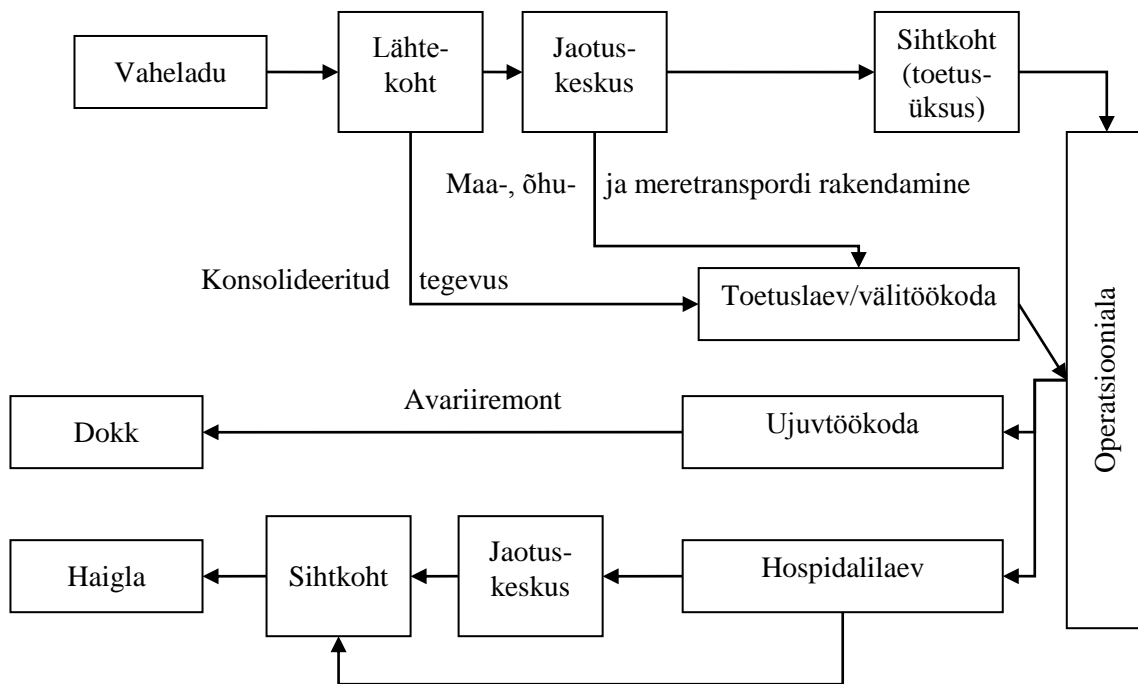 Vaheladu
Lähte-
koht
Jaotus-
keskus
Sihtkoht
(toetus-
üksus)
Maa-, õhu- ja meretranspordi rakendamine
Konsolideeritud tegevus
Toetuslaev/välitöökoda
Operatsiooniala
Avariiremont
Dokk
Ujuvtöökoda
Haigla
Sihtkoht
Jaotus-
keskus
Hospidalilaev